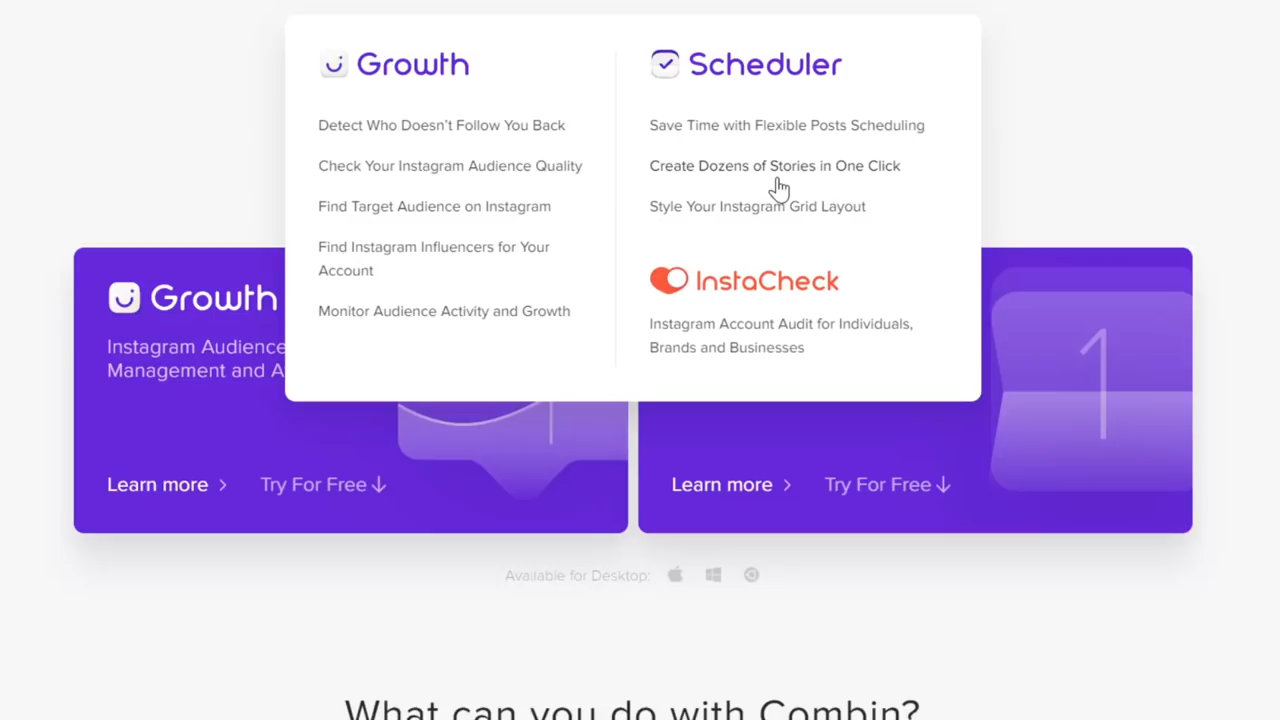 Growth
Detect Who Doesn't Follow You Back
Check Your Instagram Audience Quality
Find Target Audience on Instagram
Find Instagram Influencers for Your
Account
Monitor Audience Activity and Growth
Scheduler
Save Time with Flexible Posts Scheduling
Create Dozens of Stories in One Click
Style Your Instagram Grid Layout
InstaCheck
Instagram Account Audit for Individuals,
Brands and Businesses
Growth
Instagram Audience
Management and
Learn more
Try For Free
1
Learn more
Try For Free
Available for Desktop:
What can you do with Combin?